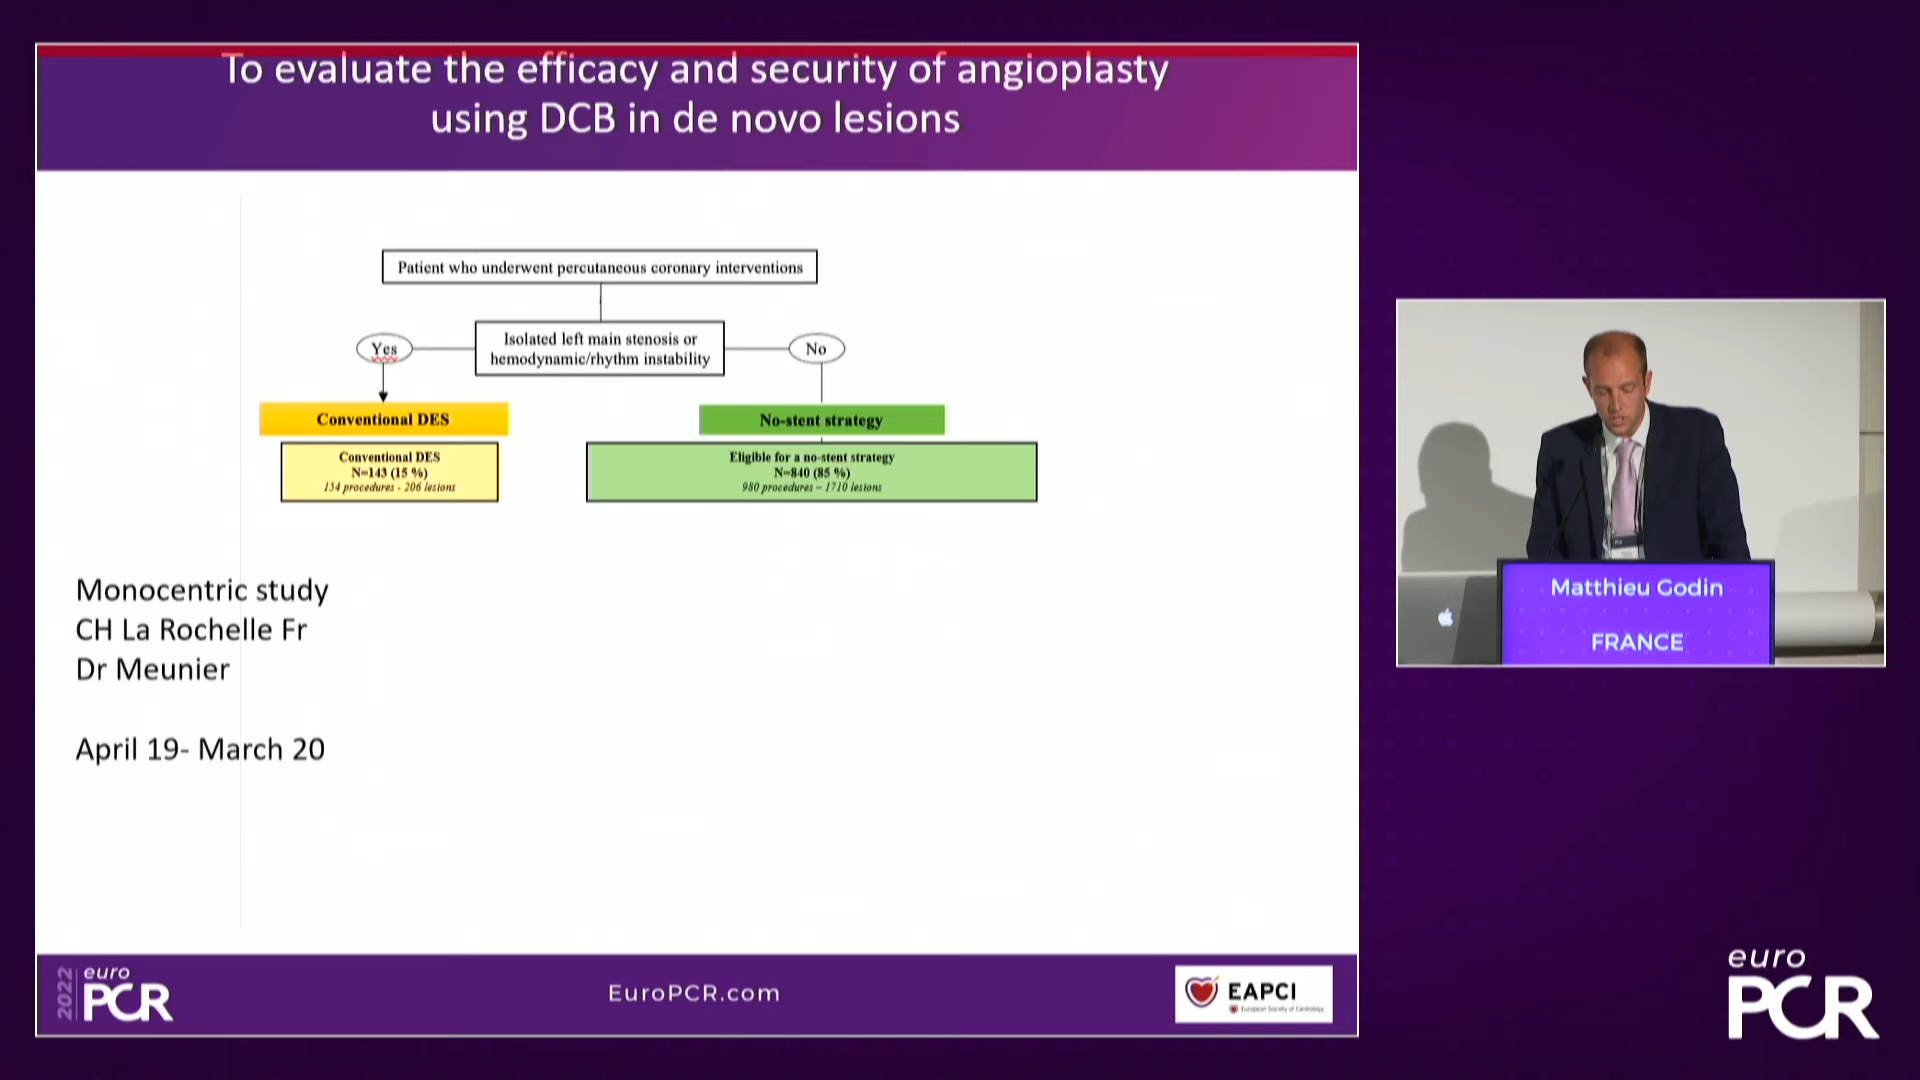 To evaluate the efficacy and security of angioplasty
using DCB in de novo lesions
Patient who underwent percutaneous coronary interventions
Isolated left main stenosis or
hemodynamic/rhythm instability
Yes
No
Conventional DES
No-stent strategy
Conventional DES
N=143 (15 %)
154 procedures - 206 lesions
Eligible for a no-stent strategy
N=840 (85 %)
980 procedures – 1710 lesions
Monocentric study
CH La Rochelle Fr
Dr Meunier
April 19- March 20
2022
euro
PCR
EuroPCR.com
EAPCI
European Society of Cardiology
Matthieu Godin
FRANCE
euro
PCR